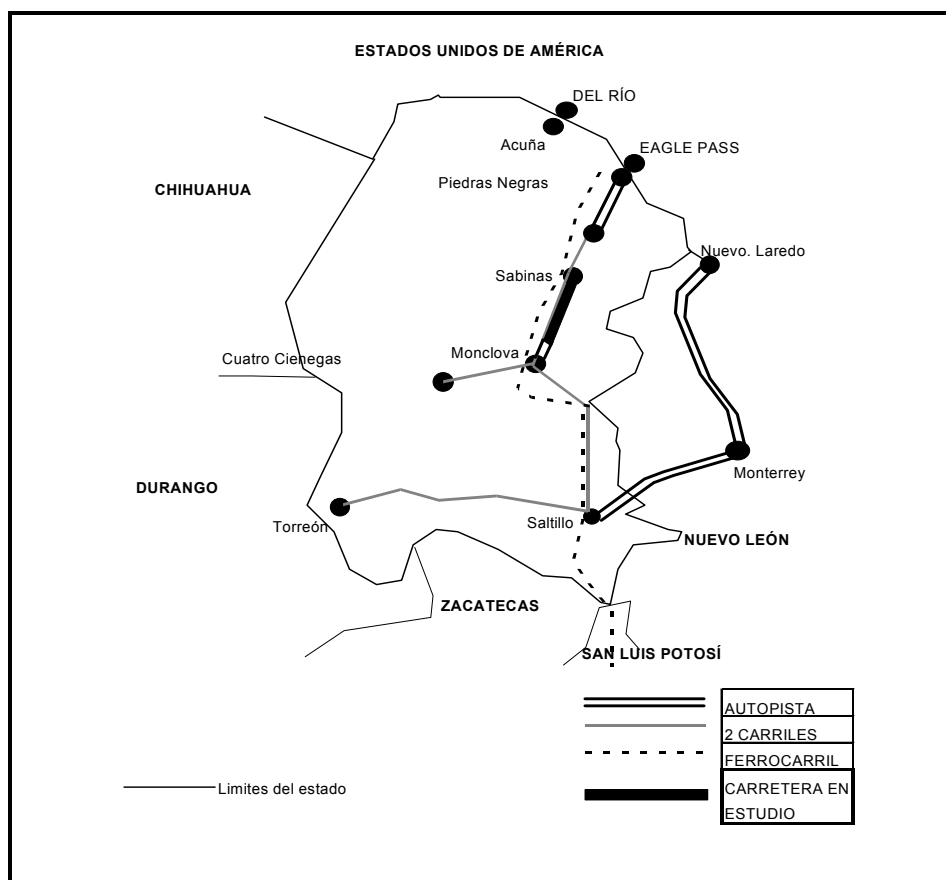 ESTADOS UNIDOS DE AMÉRICA
DEL RÍO
Acuña
EAGLE PASS
Piedras Negras
CHIHUAHUA
Nuevo. Laredo
Sabinas
Monclova
Cuatro Cienegas
Monterrey
DURANGO
Torreón
Saltillo
NUEVO LEÓN
ZACATECAS
SAN LUIS POTOSÍ
AUTOPISTA
2 CARRILES
FERROCARRIL
Limites del estado
CARRETERA EN
ESTUDIO